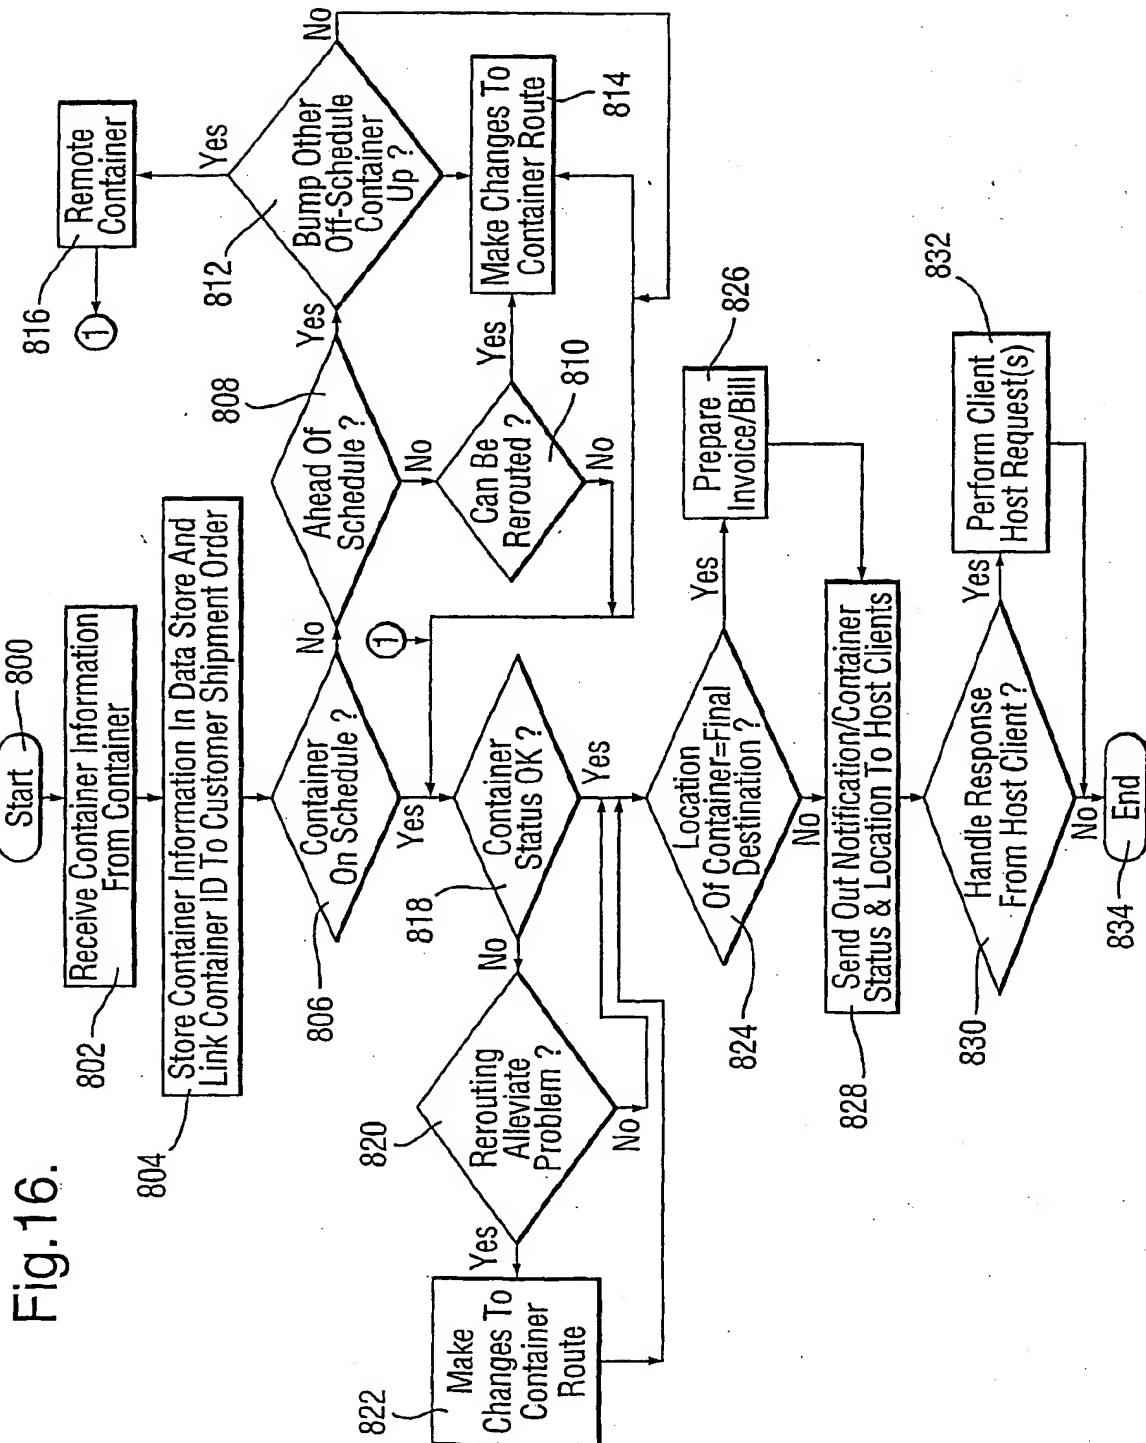 Fig.16.
Start
800
Receive Container Information
From Container
802
Store Container Information In Data Store And
Link Container ID To Customer Shipment Order
804
Container
On Schedule ?
806
No
Yes
Ahead Of
Schedule ?
808
Yes
No
Bump Other
Off-Schedule
Container
Up ?
812
Yes
No
Remote
Container
816
1
Can Be
Rerouted ?
810
Yes
No
Make Changes To
Container Route
814
1
Container
Status OK ?
818
No
Yes
Rerouting
Alleviate
Problem ?
820
Yes
No
Make
Changes To
Container
Route
822
Location
Of Container=Final
Destination ?
824
Yes
No
Prepare
Invoice/Bill
826
Send Out Notification/Container
Status & Location To Host Clients
828
Handle Response
From Host Client ?
830
Yes
No
Perform Client
Host Request(s)
832
End
834